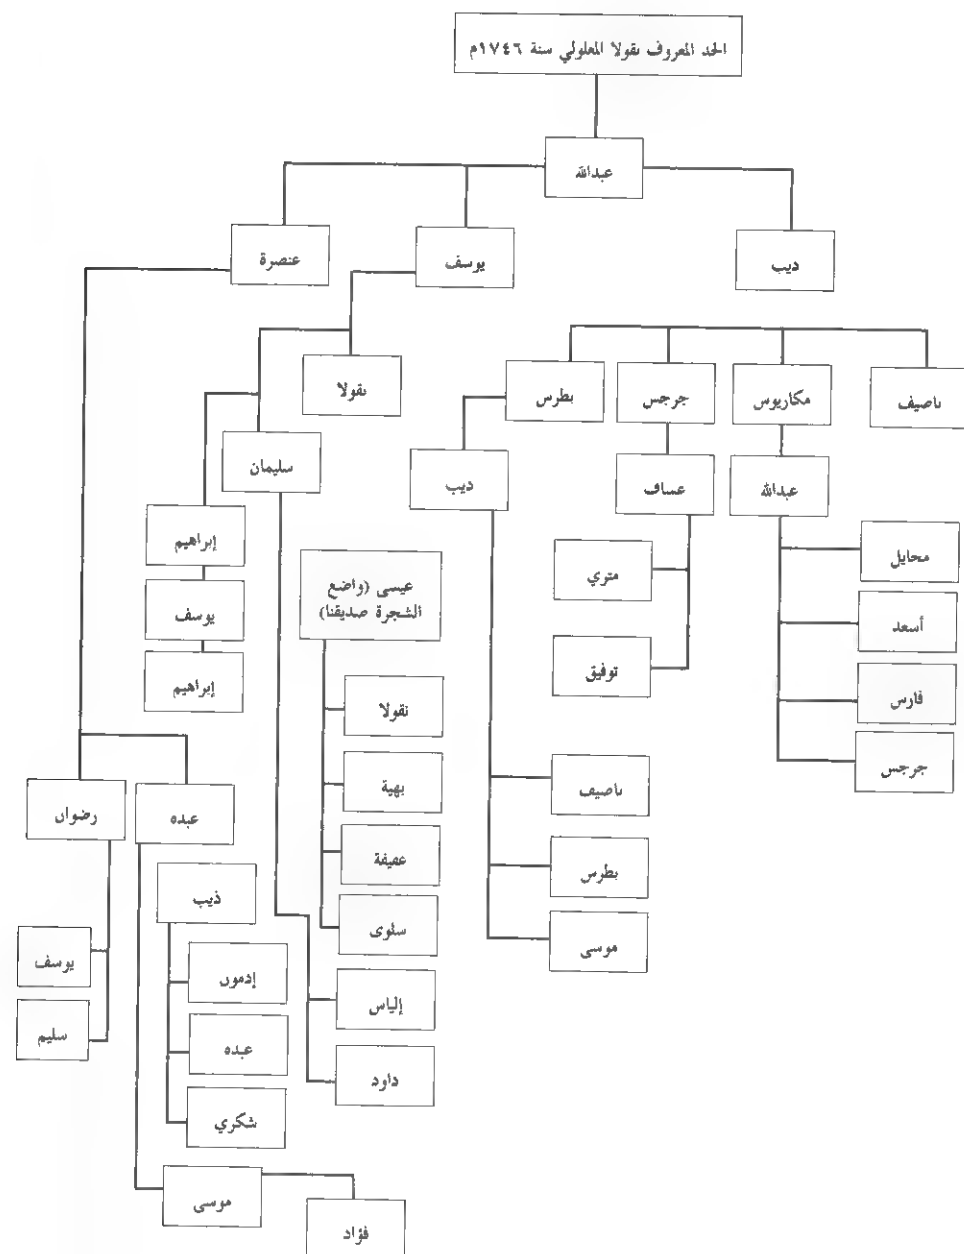 الجد المعروف نقولا المعلولي سنة ١٧٤٦م
عبدالله
ديب
يوسف
عنصرة
نقولا
ناصيف
مكاريوس
جرجس
بطرس
سليمان
ديب
عساف
عبدالله
إبراهيم
محايل
عيسى (واضع
الشجرة صديقنا)
متري
يوسف
أسعد
توفيق
إبراهيم
فارس
نقولا
جرجس
بهية
ناصيف
عبده
رضوان
عفيفة
بطرس
ذيب
سلوى
موسى
يوسف
إدمون
إلياس
سليم
عبده
داود
شكري
موسى
فؤاد